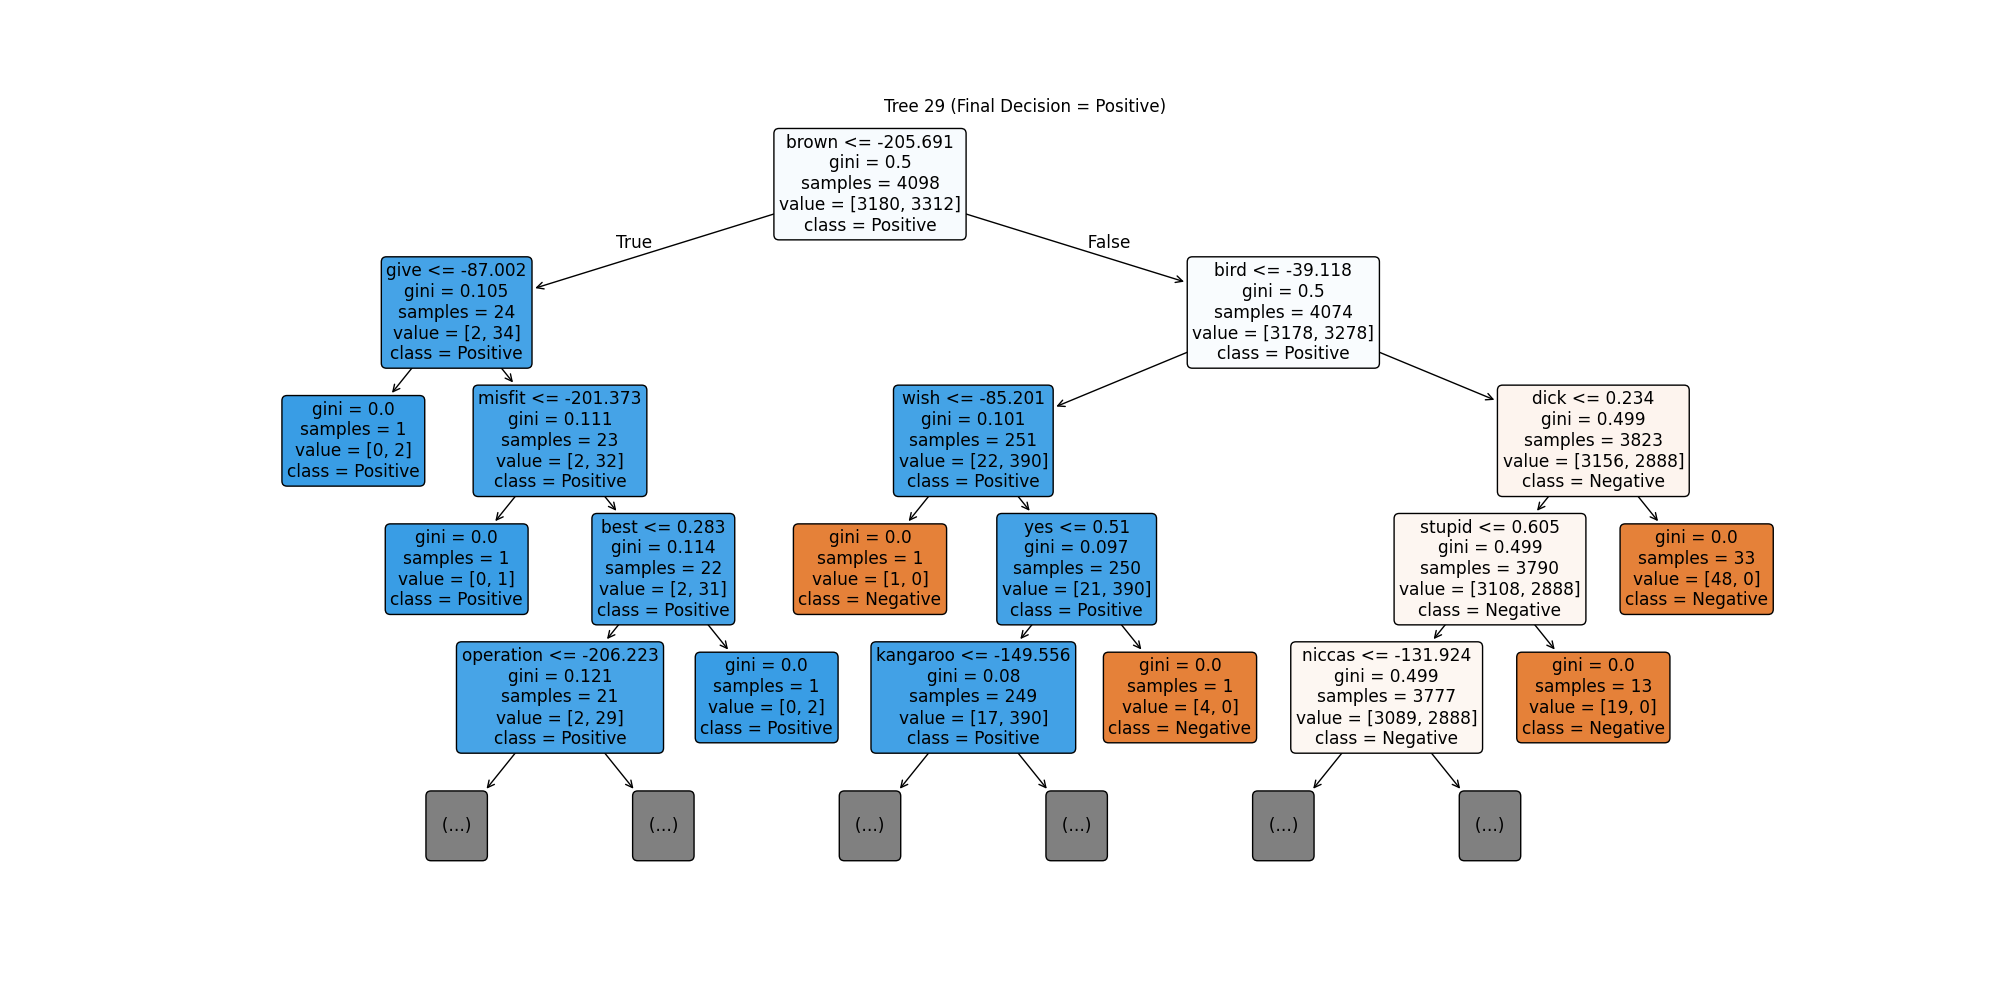 Tree 29 (Final Decision = Positive)
brown <= -205.691
gini = 0.5
samples = 4098
value = [3180, 3312]
class = Positive
True
False
give <= -87.002
gini = 0.105
samples = 24
value = [2, 34]
class = Positive
bird <= -39.118
gini = 0.5
samples = 4074
value = [3178, 3278]
class = Positive
gini = 0.0
samples = 1
value = [0, 2]
class = Positive
misfit <= -201.373
gini = 0.111
samples = 23
value = [2, 32]
class = Positive
wish <= -85.201
gini = 0.101
samples = 251
value = [22, 390]
class = Positive
dick <= 0.234
gini = 0.499
samples = 3823
value = [3156, 2888]
class = Negative
gini = 0.0
samples = 1
value = [0, 1]
class = Positive
best <= 0.283
gini = 0.114
samples = 22
value = [2, 31]
class = Positive
gini = 0.0
samples = 1
value = [1, 0]
class = Negative
yes <= 0.51
gini = 0.097
samples = 250
value = [21, 390]
class = Positive
stupid <= 0.605
gini = 0.499
samples = 3790
value = [3108, 2888]
class = Negative
gini = 0.0
samples = 33
value = [48, 0]
class = Negative
operation <= -206.223
gini = 0.121
samples = 21
value = [2, 29]
class = Positive
gini = 0.0
samples = 1
value = [0, 2]
class = Positive
kangaroo <= -149.556
gini = 0.08
samples = 249
value = [17, 390]
class = Positive
gini = 0.0
samples = 1
value = [4, 0]
class = Negative
niccas <= -131.924
gini = 0.499
samples = 3777
value = [3089, 2888]
class = Negative
gini = 0.0
samples = 13
value = [19, 0]
class = Negative
(...)
(...)
(...)
(...)
(...)
(...)